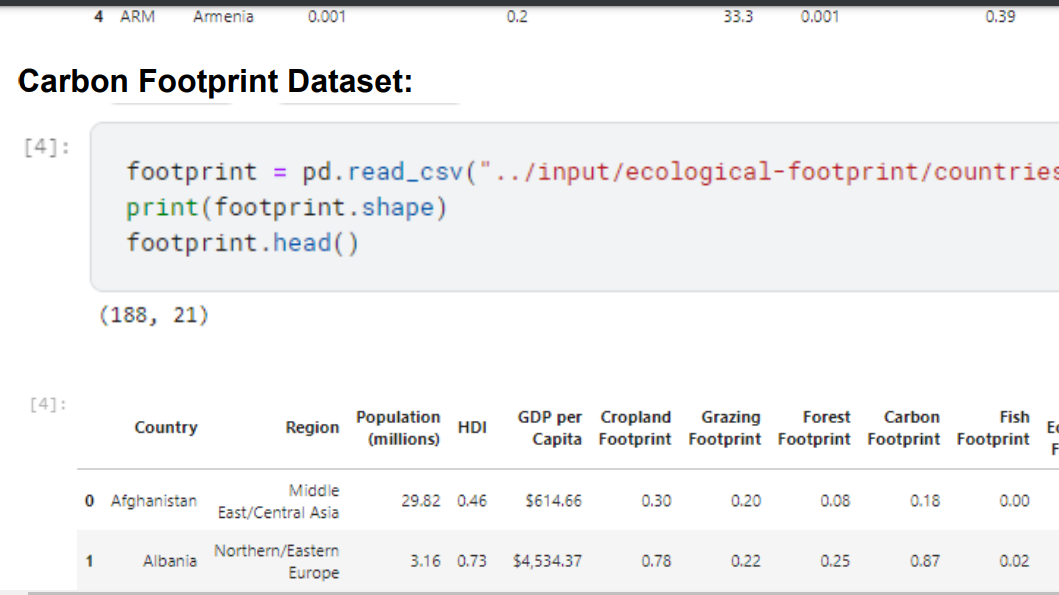 4 ARM Armenia 0.001 0.2 33.3 0.001 0.39
Carbon Footprint Dataset:
[4]:
footprint = pd.read_csv("../input/ecological-footprint/countries
print(footprint.shape)
footprint.head()
(188, 21)
[4]:
Country Region Population (millions) HDI GDP per Capita Cropland Footprint Grazing Footprint Forest Footprint Carbon Footprint Fish Footprint
0 Afghanistan Middle East/Central Asia 29.82 0.46 $614.66 0.30 0.20 0.08 0.18 0.00
1 Albania Northern/Eastern Europe 3.16 0.73 $4,534.37 0.78 0.22 0.25 0.87 0.02